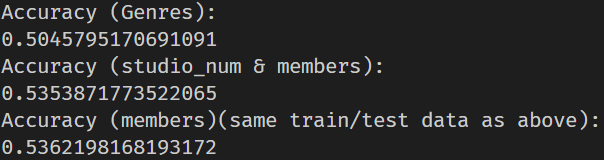 Accuracy (Genres):
0.5045795170691091
Accuracy (studio_num & members):
0.5353871773522065
Accuracy (members)(same train/test data as above):
0.5362198168193172